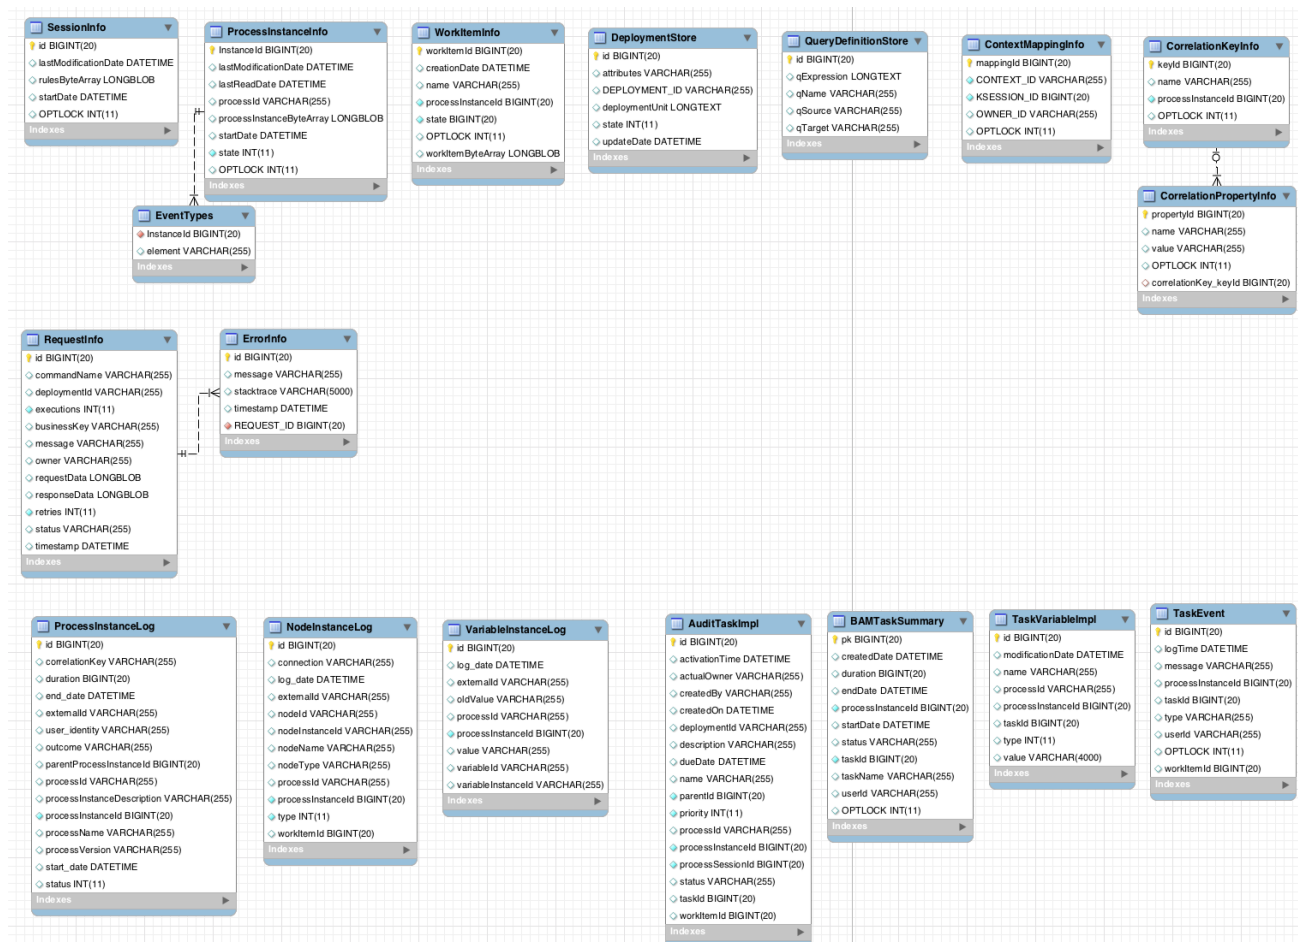 SessionInfo
id BIGINT(20)
lastModificationDate DATETIME
rulesByteArray LONGBLOB
startDate DATETIME
OPTLOCK INT(11)
Indexes
ProcessInstanceInfo
InstanceId BIGINT(20)
lastModificationDate DATETIME
lastReadDate DATETIME
processId VARCHAR(255)
processInstanceByteArray LONGBLOB
startDate DATETIME
state INT(11)
OPTLOCK INT(11)
Indexes
WorkItemInfo
workItemId BIGINT(20)
creationDate DATETIME
name VARCHAR(255)
processInstanceId BIGINT(20)
state BIGINT(20)
OPTLOCK INT(11)
workItemByteArray LONGBLOB
Indexes
DeploymentStore
id BIGINT(20)
attributes VARCHAR(255)
DEPLOYMENT_ID VARCHAR(255)
deploymentUnit LONGTEXT
state INT(11)
updateDate DATETIME
Indexes
QueryDefinitionStore
id BIGINT(20)
qExpression LONGTEXT
qName VARCHAR(255)
qSource VARCHAR(255)
qTarget VARCHAR(255)
Indexes
ContextMappingInfo
mappingId BIGINT(20)
CONTEXT_ID VARCHAR(255)
KSESSION_ID BIGINT(20)
OWNER_ID VARCHAR(255)
OPTLOCK INT(11)
Indexes
CorrelationKeyInfo
keyId BIGINT(20)
name VARCHAR(255)
processInstanceId BIGINT(20)
OPTLOCK INT(11)
Indexes
EventTypes
InstanceId BIGINT(20)
element VARCHAR(255)
Indexes
CorrelationPropertyInfo
propertyId BIGINT(20)
name VARCHAR(255)
value VARCHAR(255)
OPTLOCK INT(11)
correlationKey_keyId BIGINT(20)
Indexes
RequestInfo
id BIGINT(20)
commandName VARCHAR(255)
deploymentId VARCHAR(255)
executions INT(11)
businessKey VARCHAR(255)
message VARCHAR(255)
owner VARCHAR(255)
requestData LONGBLOB
responseData LONGBLOB
retries INT(11)
status VARCHAR(255)
timestamp DATETIME
Indexes
ErrorInfo
id BIGINT(20)
message VARCHAR(255)
stacktrace VARCHAR(5000)
timestamp DATETIME
REQUEST_ID BIGINT(20)
Indexes
ProcessInstanceLog
id BIGINT(20)
correlationKey VARCHAR(255)
duration BIGINT(20)
end_date DATETIME
externalId VARCHAR(255)
user_identity VARCHAR(255)
outcome VARCHAR(255)
parentProcessInstanceId BIGINT(20)
processId VARCHAR(255)
processInstanceDescription VARCHAR(255)
processInstanceId BIGINT(20)
processName VARCHAR(255)
processVersion VARCHAR(255)
start_date DATETIME
status INT(11)
Indexes
NodeInstanceLog
id BIGINT(20)
connection VARCHAR(255)
log_date DATETIME
externalId VARCHAR(255)
nodeId VARCHAR(255)
nodeInstanceId VARCHAR(255)
nodeName VARCHAR(255)
nodeType VARCHAR(255)
processId VARCHAR(255)
processInstanceId BIGINT(20)
type INT(11)
workItemId BIGINT(20)
Indexes
VariableInstanceLog
id BIGINT(20)
log_date DATETIME
externalId VARCHAR(255)
oldValue VARCHAR(255)
processId VARCHAR(255)
processInstanceId BIGINT(20)
value VARCHAR(255)
variableId VARCHAR(255)
variableInstanceId VARCHAR(255)
Indexes
AuditTaskImpl
id BIGINT(20)
activationTime DATETIME
actualOwner VARCHAR(255)
createdBy VARCHAR(255)
createdOn DATETIME
deploymentId VARCHAR(255)
description VARCHAR(255)
dueDate DATETIME
name VARCHAR(255)
parentId BIGINT(20)
priority INT(11)
processId VARCHAR(255)
processInstanceId BIGINT(20)
processSessionId BIGINT(20)
status VARCHAR(255)
taskId BIGINT(20)
workItemId BIGINT(20)
Indexes
BAMTaskSummary
pk BIGINT(20)
createdDate DATETIME
duration BIGINT(20)
endDate DATETIME
processInstanceId BIGINT(20)
startDate DATETIME
status VARCHAR(255)
taskId BIGINT(20)
taskName VARCHAR(255)
userId VARCHAR(255)
OPTLOCK INT(11)
Indexes
TaskVariableImpl
id BIGINT(20)
modificationDate DATETIME
name VARCHAR(255)
processId VARCHAR(255)
processInstanceId BIGINT(20)
taskId BIGINT(20)
type INT(11)
value VARCHAR(4000)
Indexes
TaskEvent
id BIGINT(20)
logTime DATETIME
message VARCHAR(255)
processInstanceId BIGINT(20)
taskId BIGINT(20)
type VARCHAR(255)
userId VARCHAR(255)
OPTLOCK INT(11)
workItemId BIGINT(20)
Indexes